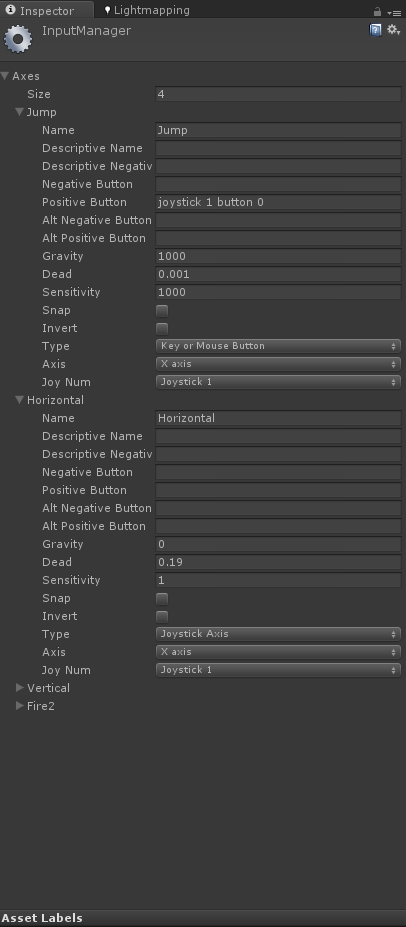 Inspector Lightmapping
InputManager
Axes
Size 4
Jump
Name Jump
Descriptive Name
Descriptive Negativ
Negative Button
Positive Button joystick 1 button 0
Alt Negative Button
Alt Positive Button
Gravity 1000
Dead 0.001
Sensitivity 1000
Snap
Invert
Type Key or Mouse Button
Axis X axis
Joy Num Joystick 1
Horizontal
Name Horizontal
Descriptive Name
Descriptive Negativ
Negative Button
Positive Button
Alt Negative Button
Alt Positive Button
Gravity 0
Dead 0.19
Sensitivity 1
Snap
Invert
Type Joystick Axis
Axis X axis
Joy Num Joystick 1
Vertical
Fire2
Asset Labels